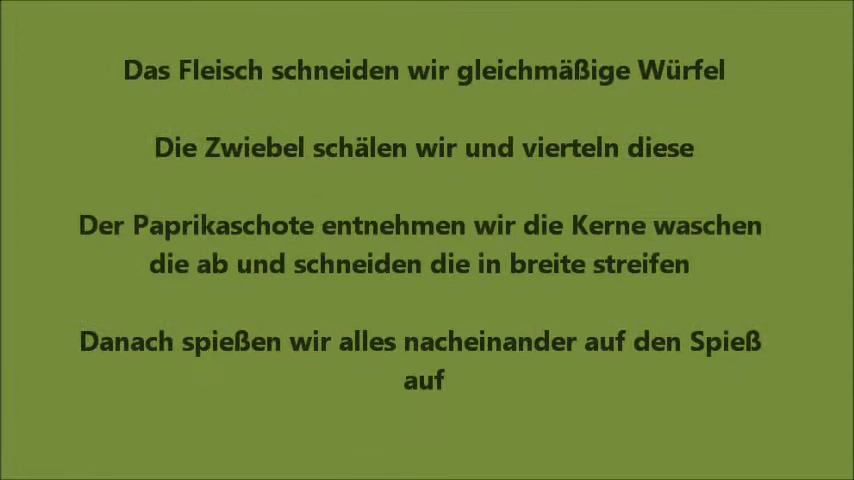 Das Fleisch schneiden wir gleichmäßige Würfel
Die Zwiebel schälen wir und vierteln diese
Der Paprikaschote entnehmen wir die Kerne waschen
die ab und schneiden die in breite streifen
Danach spießen wir alles nacheinander auf den Spieß
auf